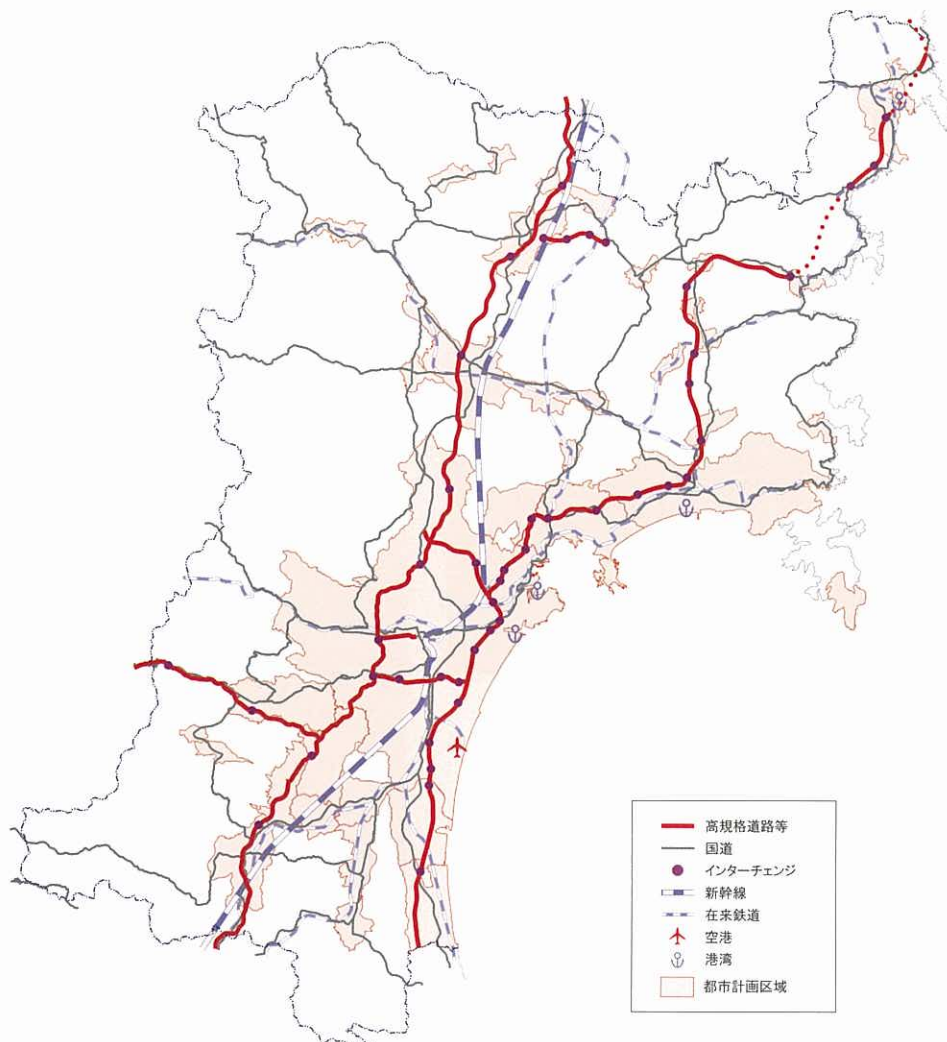 高規格道路等
国道
インターチェンジ
新幹線
在来鉄道
空港
港湾
都市計画区域